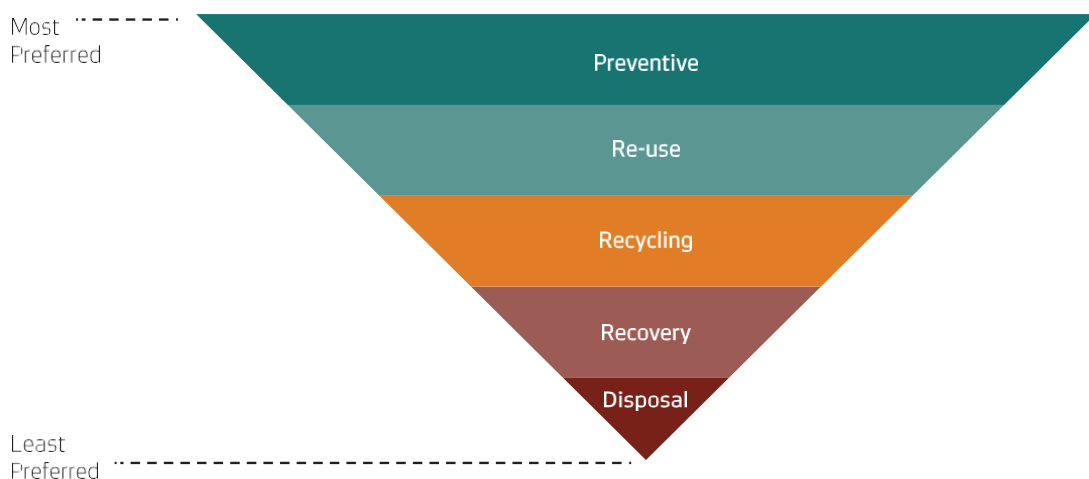 Most
Preferred
Preventive
Re-use
Recycling
Recovery
Disposal
Least
Preferred